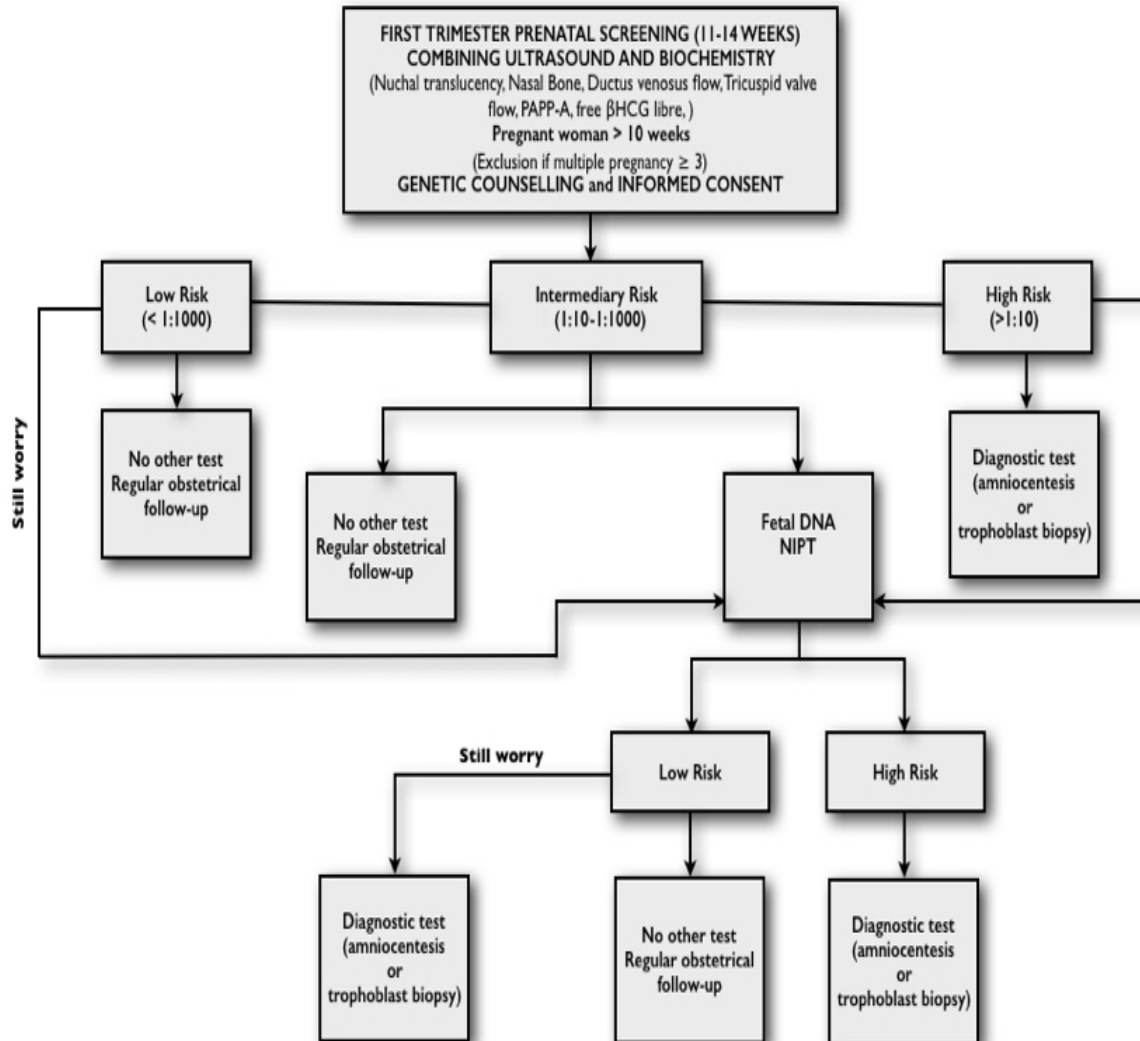 FIRST TRIMESTER PRENATAL SCREENING (11-14 WEEKS)
COMBINING ULTRASOUND AND BIOCHEMISTRY
(Nuchal translucency, Nasal Bone, Ductus venosus flow, Tricuspid valve
flow, PAPP-A, free βHCG libre, )
Pregnant woman > 10 weeks
(Exclusion if multiple pregnancy ≥ 3)
GENETIC COUNSELLING and INFORMED CONSENT
Low Risk
(< 1:1000)
Intermediary Risk
(1:10-1:1000)
High Risk
(>1:10)
Still worry
No other test
Regular obstetrical
follow-up
No other test
Regular obstetrical
follow-up
Fetal DNA
NIPT
Diagnostic test
(amniocentesis
or
trophoblast biopsy)
Still worry
Low Risk
High Risk
Diagnostic test
(amniocentesis
or
trophoblast biopsy)
No other test
Regular obstetrical
follow-up
Diagnostic test
(amniocentesis
or
trophoblast biopsy)